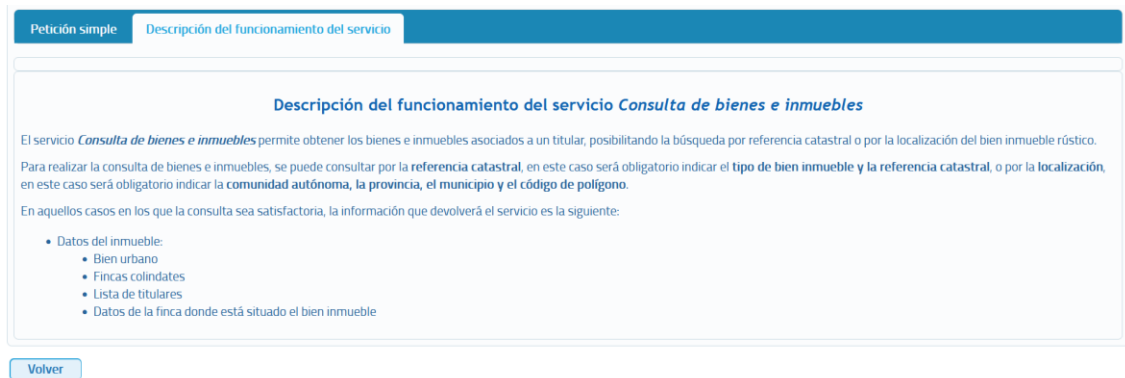 Petición simple
Descripción del funcionamiento del servicio
Descripción del funcionamiento del servicio Consulta de bienes e inmuebles
El servicio Consulta de bienes e inmuebles permite obtener los bienes e inmuebles asociados a un titular, posibilitando la búsqueda por referencia catastral o por la localización del bien inmueble rústico.
Para realizar la consulta de bienes e inmuebles, se puede consultar por la referencia catastral, en este caso será obligatorio indicar el tipo de bien inmueble y la referencia catastral, o por la localización,
en este caso será obligatorio indicar la comunidad autónoma, la provincia, el municipio y el código de polígono.
En aquellos casos en los que la consulta sea satisfactoria, la información que devolverá el servicio es la siguiente:
• Datos del inmueble:
• Bien urbano
• Fincas colindates
• Lista de titulares
• Datos de la finca donde está situado el bien inmueble
Volver